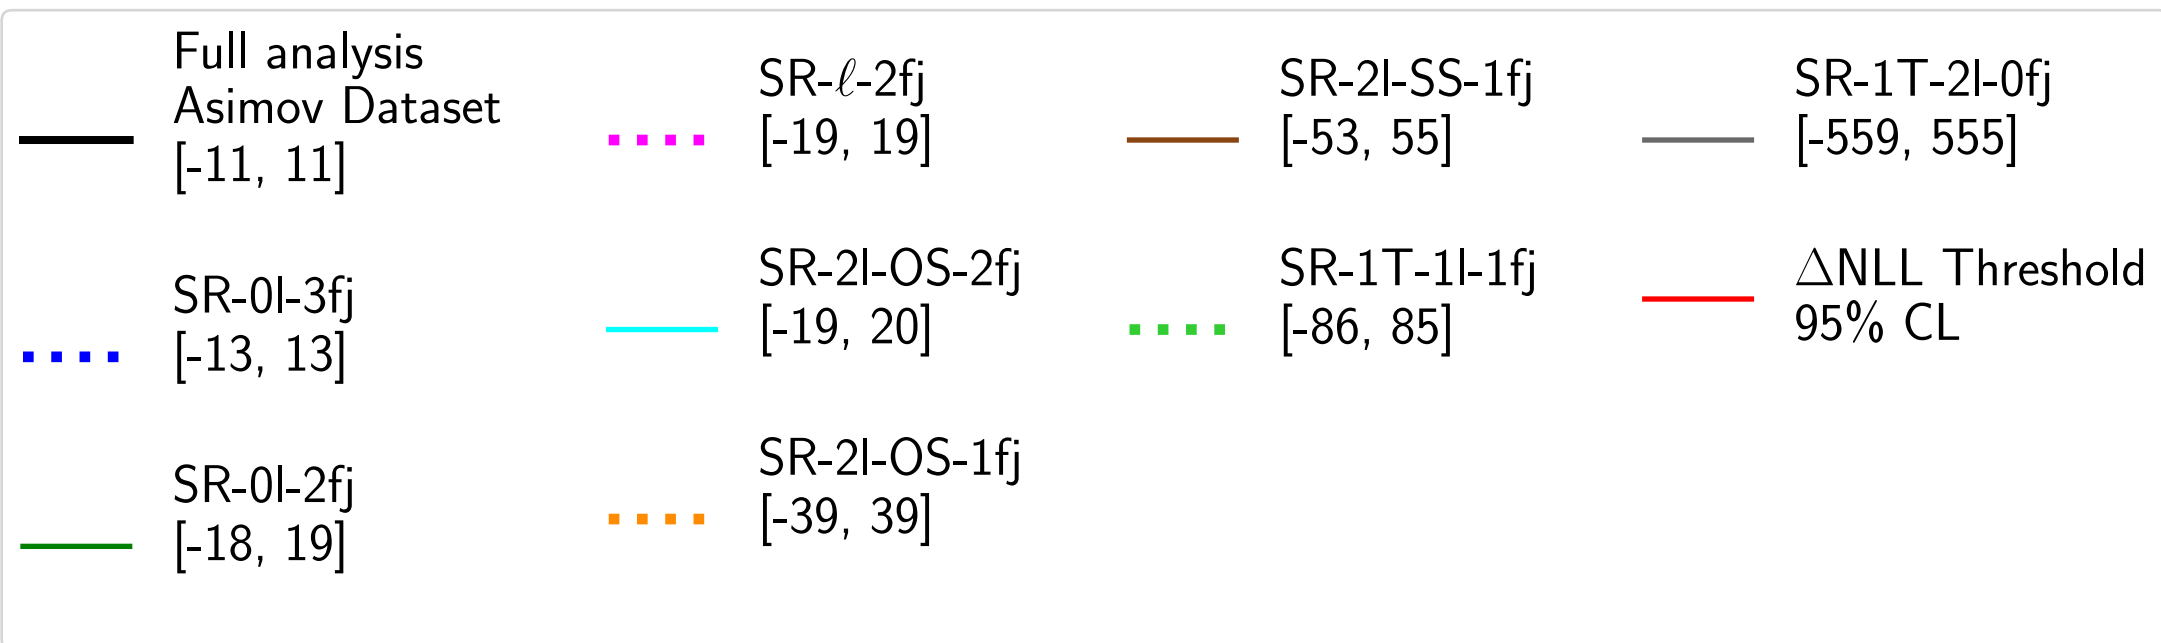 Full analysis
Asimov Dataset
[-11, 11]
SR-0l-3fj
[-13, 13]
SR-0l-2fj
[-18, 19]
SR-ℓ-2fj
[-19, 19]
SR-2l-OS-2fj
[-19, 20]
SR-2l-OS-1fj
[-39, 39]
SR-2l-SS-1fj
[-53, 55]
SR-1T-1l-1fj
[-86, 85]
SR-1T-2l-0fj
[-559, 555]
△NLL Threshold
95% CL